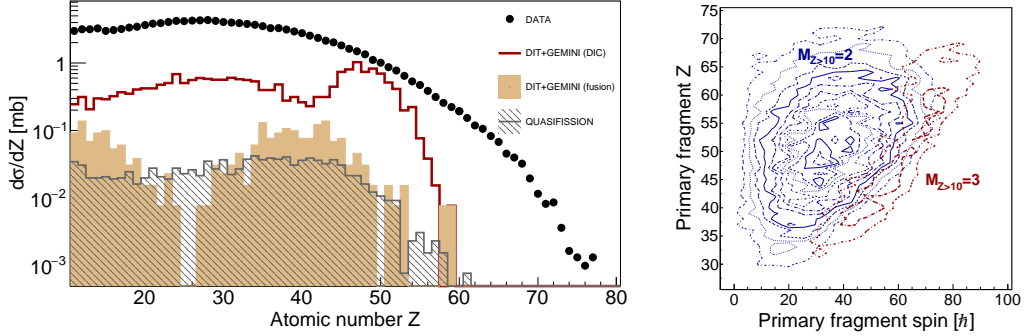 dσ/dZ [mb]
1
10⁻¹
10⁻²
10⁻³
DATA
DIT+GEMINI (DIC)
DIT+GEMINI (fusion)
QUASIFISSION
20 30 40 50 60 70 80
Atomic number Z
Primary fragment Z
75
70
65
60
55
50
45
40
35
30
M_Z>10=2
M_Z>10=3
0 20 40 60 80 100
Primary fragment spin [ℏ]